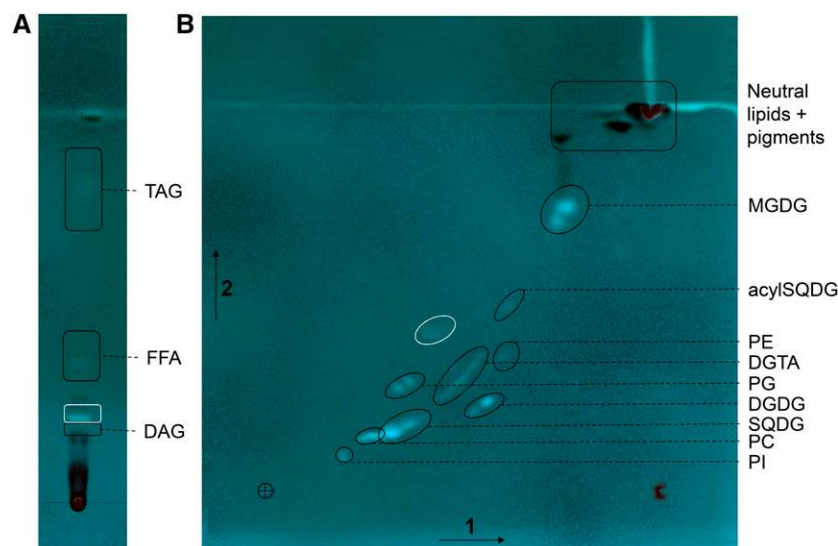 A
B
TAG
FFA
DAG
2
1
Neutral
lipids +
pigments
MGDG
acylSQDG
PE
DGTA
PG
DGDG
SQDG
PC
PI